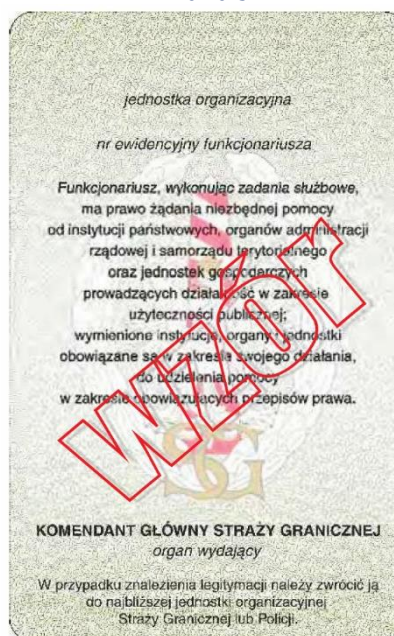 jednostka organizacyjna
nr ewidencyjny funkcjonariusza
Funkcjonariusz, wykonując zadania służbowe,
ma prawo żądania niezbędnej pomocy
od instytucji państwowych, organów administracji
rządowej i samorządu terytorialnego
oraz jednostek gospodarczych
prowadzących działalność w zakresie
użyteczności publicznej;
wymienione instytucje, organy i jednostki
obowiązane są w zakresie swojego działania,
do udzielenia pomocy
w zakresie obowiązujących przepisów prawa.
wzór
SG
KOMENDANT GŁÓWNY STRAŻY GRANICZNEJ
organ wydający
W przypadku znalezienia legitymacji należy zwrócić ją
do najbliższej jednostki organizacyjnej
Straży Granicznej lub Policji.